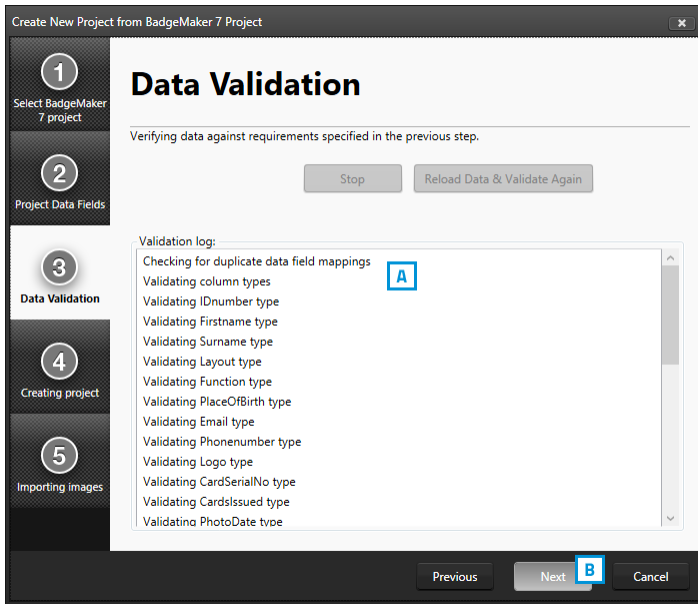 Create New Project from BadgeMaker 7 Project
1
Select BadgeMaker
7 project
2
Project Data Fields
3
Data Validation
4
Creating project
5
Importing images
Data Validation
Verifying data against requirements specified in the previous step.
Stop
Reload Data & Validate Again
Validation log:
Checking for duplicate data field mappings
A
Validating column types
Validating IDnumber type
Validating Firstname type
Validating Surname type
Validating Layout type
Validating Function type
Validating PlaceOfBirth type
Validating Email type
Validating Phonenumber type
Validating Logo type
Validating CardSerialNo type
Validating CardsIssued type
Validating PhotoDate type
Previous
Next
B
Cancel